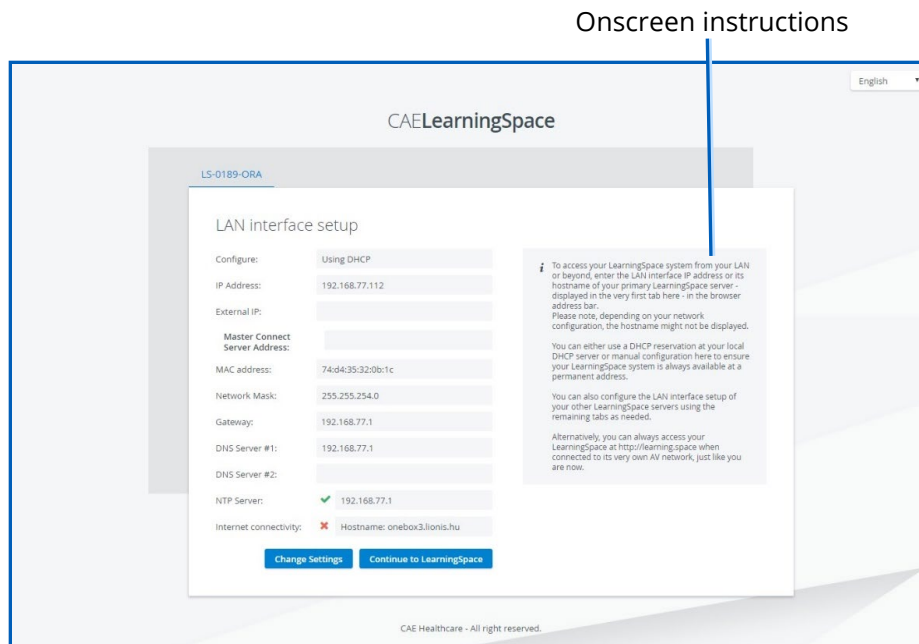 Onscreen instructions
English
CAELearningSpace
LS-0189-ORA
LAN interface setup
Configure: Using DHCP
IP Address: 192.168.77.112
External IP:
Master Connect
Server Address:
MAC address: 74:d4:35:32:0b:1c
Network Mask: 255.255.254.0
Gateway: 192.168.77.1
DNS Server #1: 192.168.77.1
DNS Server #2:
NTP Server: 192.168.77.1
Internet connectivity: Hostname: onebox3.lionis.hu
Change Settings
Continue to LearningSpace
i To access your LearningSpace system from your LAN
or beyond, enter the LAN interface IP address or its
hostname of your primary LearningSpace server -
displayed in the very first tab here - in the browser
address bar.
Please note, depending on your network
configuration, the hostname might not be displayed.
You can either use a DHCP reservation at your local
DHCP server or manual configuration here to ensure
your LearningSpace system is always available at a
permanent address.
You can also configure the LAN interface setup of
your other LearningSpace servers using the
remaining tabs as needed.
Alternatively, you can always access your
LearningSpace at http://learning.space when
connected to its very own AV network, just like you
are now.
CAE Healthcare - All right reserved.